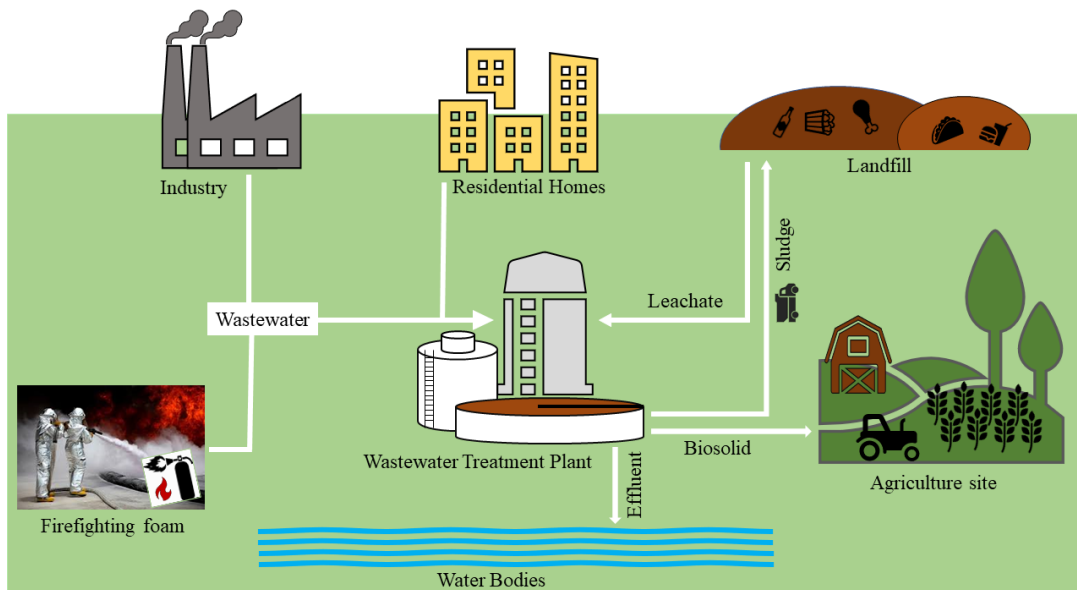 Industry
Residential Homes
Landfill
Sludge
Leachate
Wastewater
Wastewater Treatment Plant
Biosolid
Agriculture site
Effluent
Firefighting foam
Water Bodies